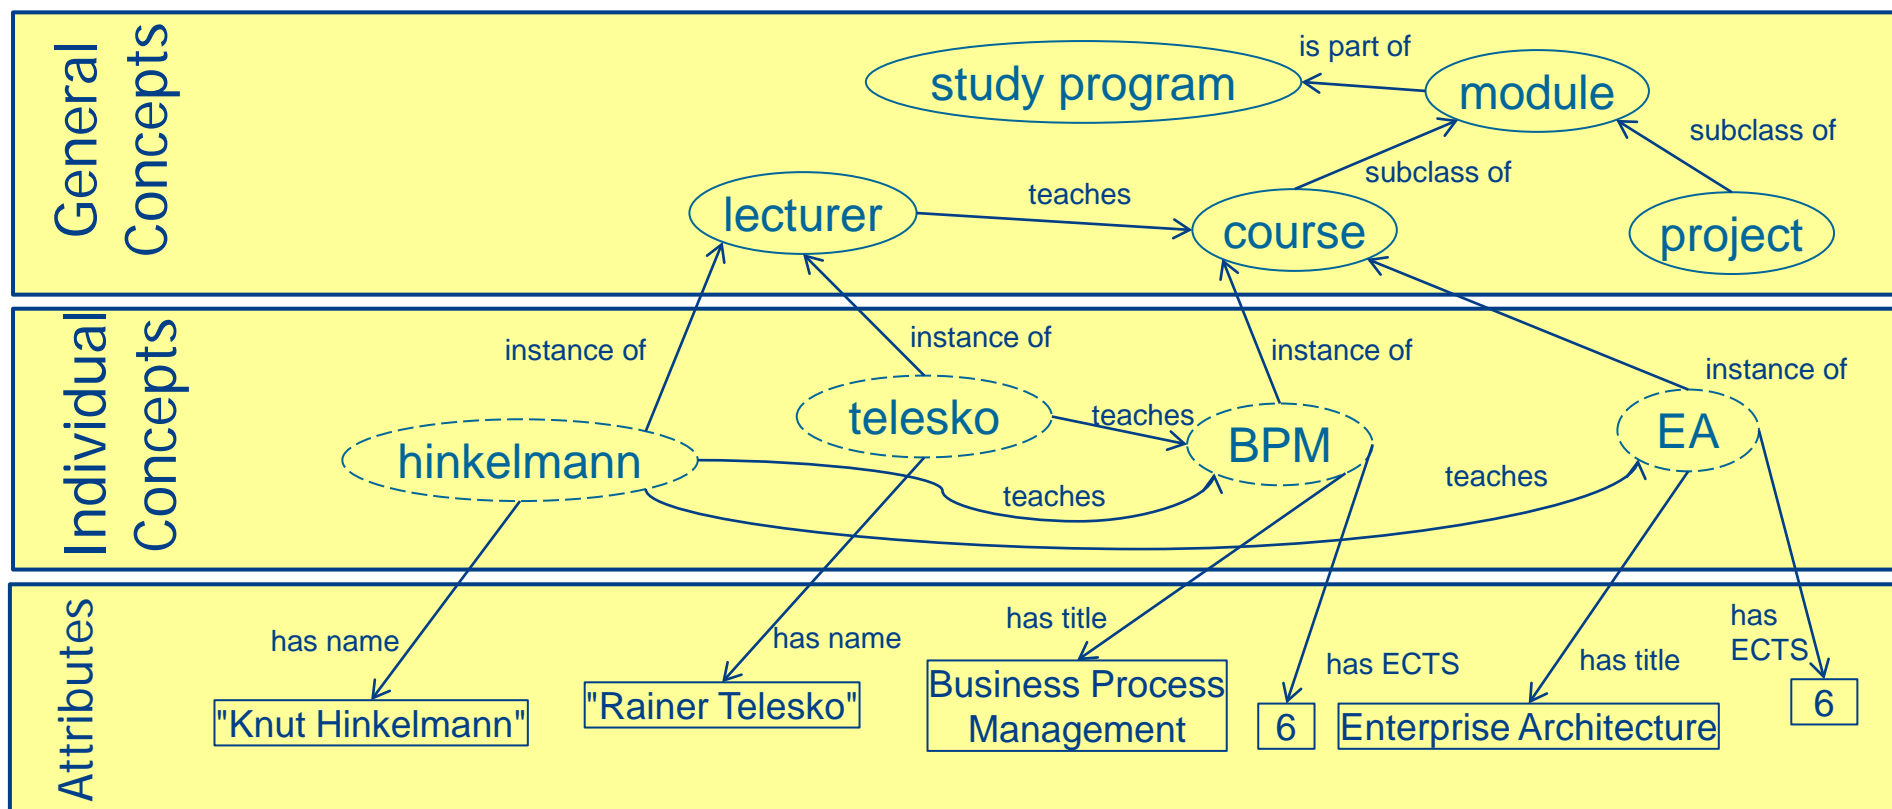 General
Concepts
study program
is part of
module
subclass of
subclass of
lecturer
teaches
course
project
Individual
Concepts
instance of
instance of
instance of
instance of
hinkelmann
telesko
teaches
BPM
EA
teaches
teaches
Attributes
has name
has name
has title
has ECTS
has title
has
ECTS
"Knut Hinkelmann"
"Rainer Telesko"
Business Process
Management
6
Enterprise Architecture
6